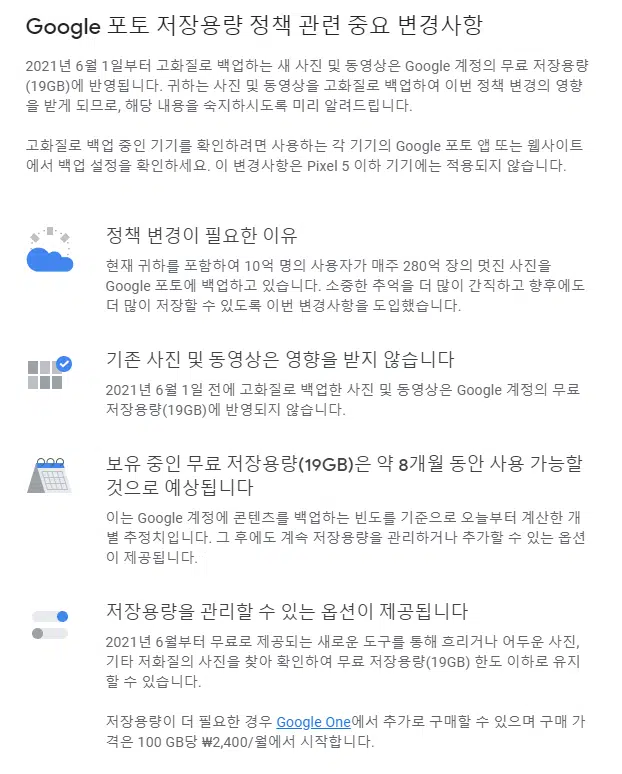 Google 포토 저장용량 정책 관련 중요 변경사항
2021년 6월 1일부터 고화질로 백업하는 새 사진 및 동영상은 Google 계정의 무료 저장용량
(19GB)에 반영됩니다. 귀하는 사진 및 동영상을 고화질로 백업하여 이번 정책 변경의 영향
을 받게 되므로, 해당 내용을 숙지하시도록 미리 알려드립니다.
고화질로 백업 중인 기기를 확인하려면 사용하는 각 기기의 Google 포토 앱 또는 웹사이트
에서 백업 설정을 확인하세요. 이 변경사항은 Pixel 5 이하 기기에는 적용되지 않습니다.
정책 변경이 필요한 이유
현재 귀하를 포함하여 10억 명의 사용자가 매주 280억 장의 멋진 사진을
Google 포토에 백업하고 있습니다. 소중한 추억을 더 많이 간직하고 향후에도
더 많이 저장할 수 있도록 이번 변경사항을 도입했습니다.
기존 사진 및 동영상은 영향을 받지 않습니다
2021년 6월 1일 전에 고화질로 백업한 사진 및 동영상은 Google 계정의 무료
저장용량(19GB)에 반영되지 않습니다.
보유 중인 무료 저장용량(19GB)은 약 8개월 동안 사용 가능할
것으로 예상됩니다
이는 Google 계정에 콘텐츠를 백업하는 빈도를 기준으로 오늘부터 계산한 개
별 추정치입니다. 그 후에도 계속 저장용량을 관리하거나 추가할 수 있는 옵션
이 제공됩니다.
저장용량을 관리할 수 있는 옵션이 제공됩니다
2021년 6월부터 무료로 제공되는 새로운 도구를 통해 흐리거나 어두운 사진,
기타 저화질의 사진을 찾아 확인하여 무료 저장용량(19GB) 한도 이하로 유지
할 수 있습니다.
저장용량이 더 필요한 경우 Google One에서 추가로 구매할 수 있으며 구매 가
격은 100 GB당 ₩2,400/월에서 시작합니다.